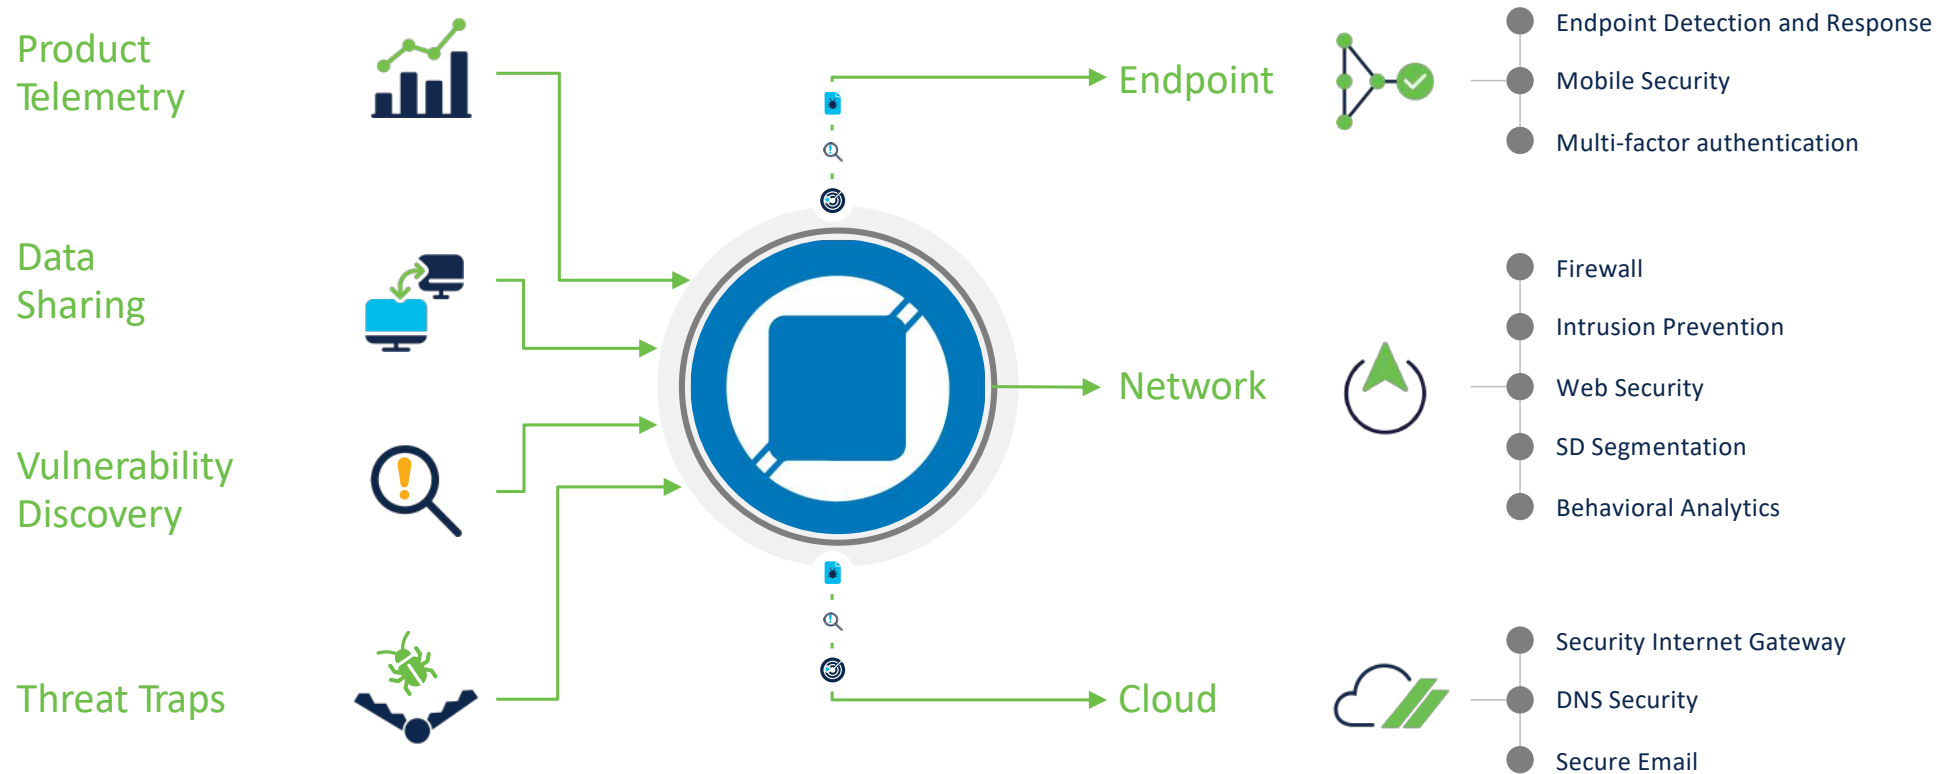 Product
Telemetry
Data
Sharing
Vulnerability
Discovery
Threat Traps
Endpoint
Endpoint Detection and Response
Mobile Security
Multi-factor authentication
Network
Firewall
Intrusion Prevention
Web Security
SD Segmentation
Behavioral Analytics
Cloud
Security Internet Gateway
DNS Security
Secure Email